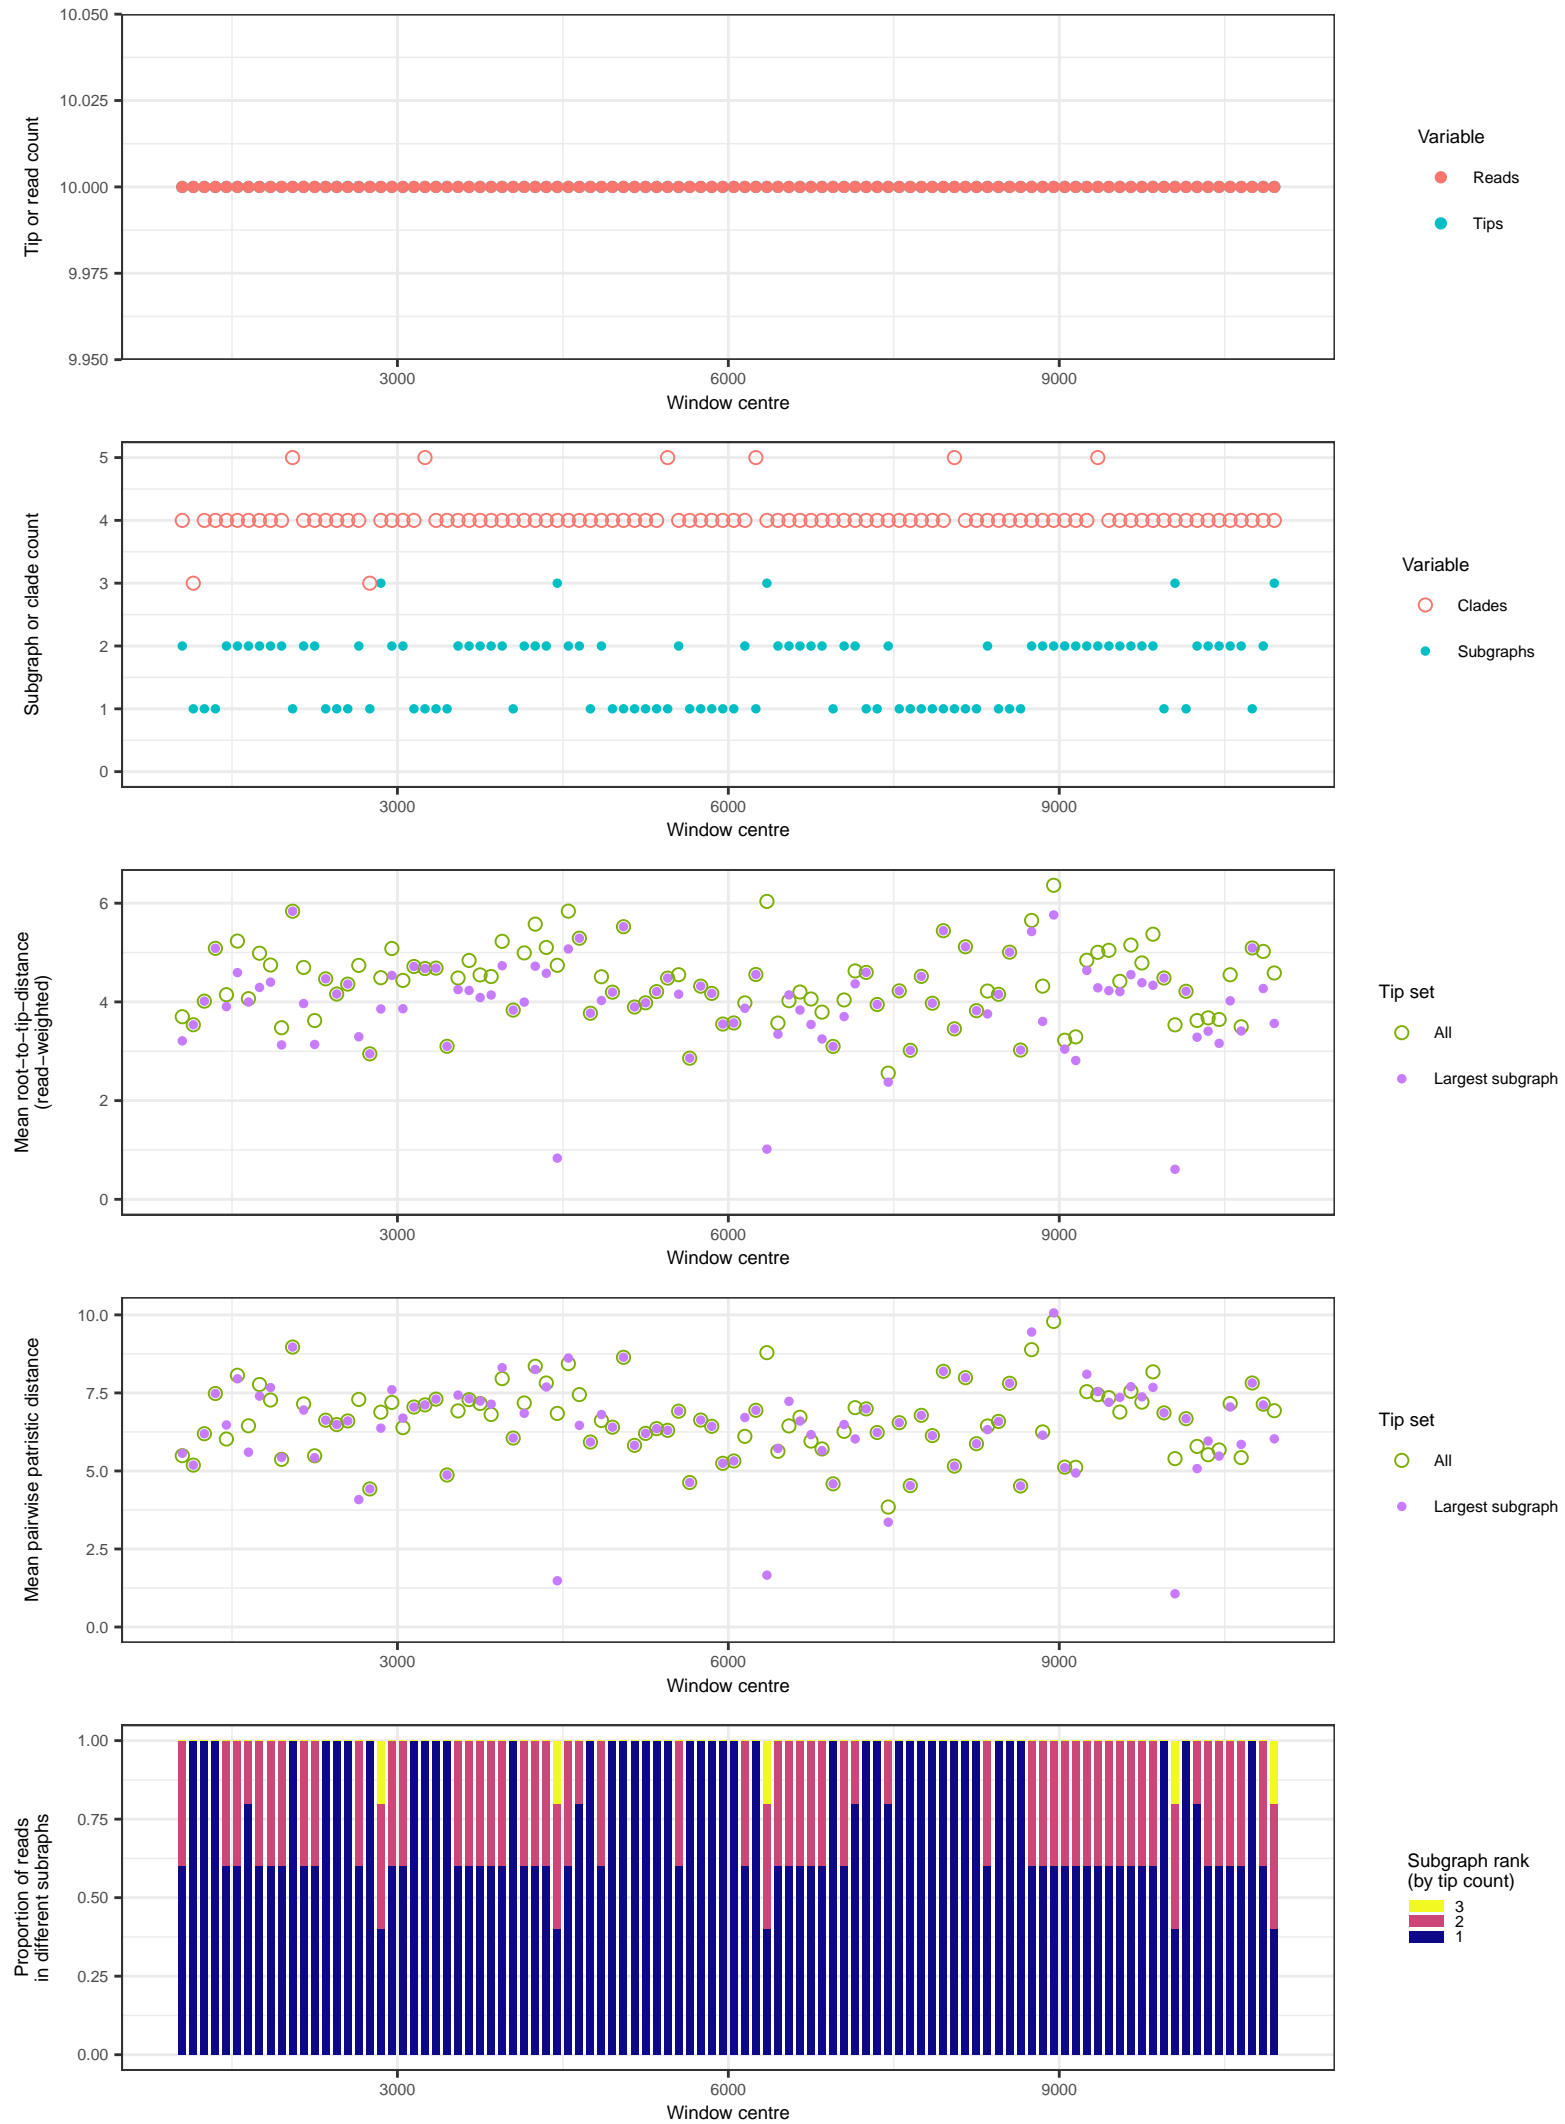 10.050
10.025
10.000
9.975
9.950
Tip or read count
3000
6000
9000
Window centre
Variable
Reads
Tips
5
4
3
2
1
0
Subgraph or clade count
3000
6000
9000
Window centre
Variable
Clades
Subgraphs
6
4
2
0
Mean root−to−tip−distance
(read−weighted)
3000
6000
9000
Window centre
Tip set
All
Largest subgraph
10.0
7.5
5.0
2.5
0.0
Mean pairwise patristic distance
3000
6000
9000
Window centre
Tip set
All
Largest subgraph
1.00
0.75
0.50
0.25
0.00
Proportion of reads
in different subraphs
3000
6000
9000
Window centre
Subgraph rank
(by tip count)
3
2
1